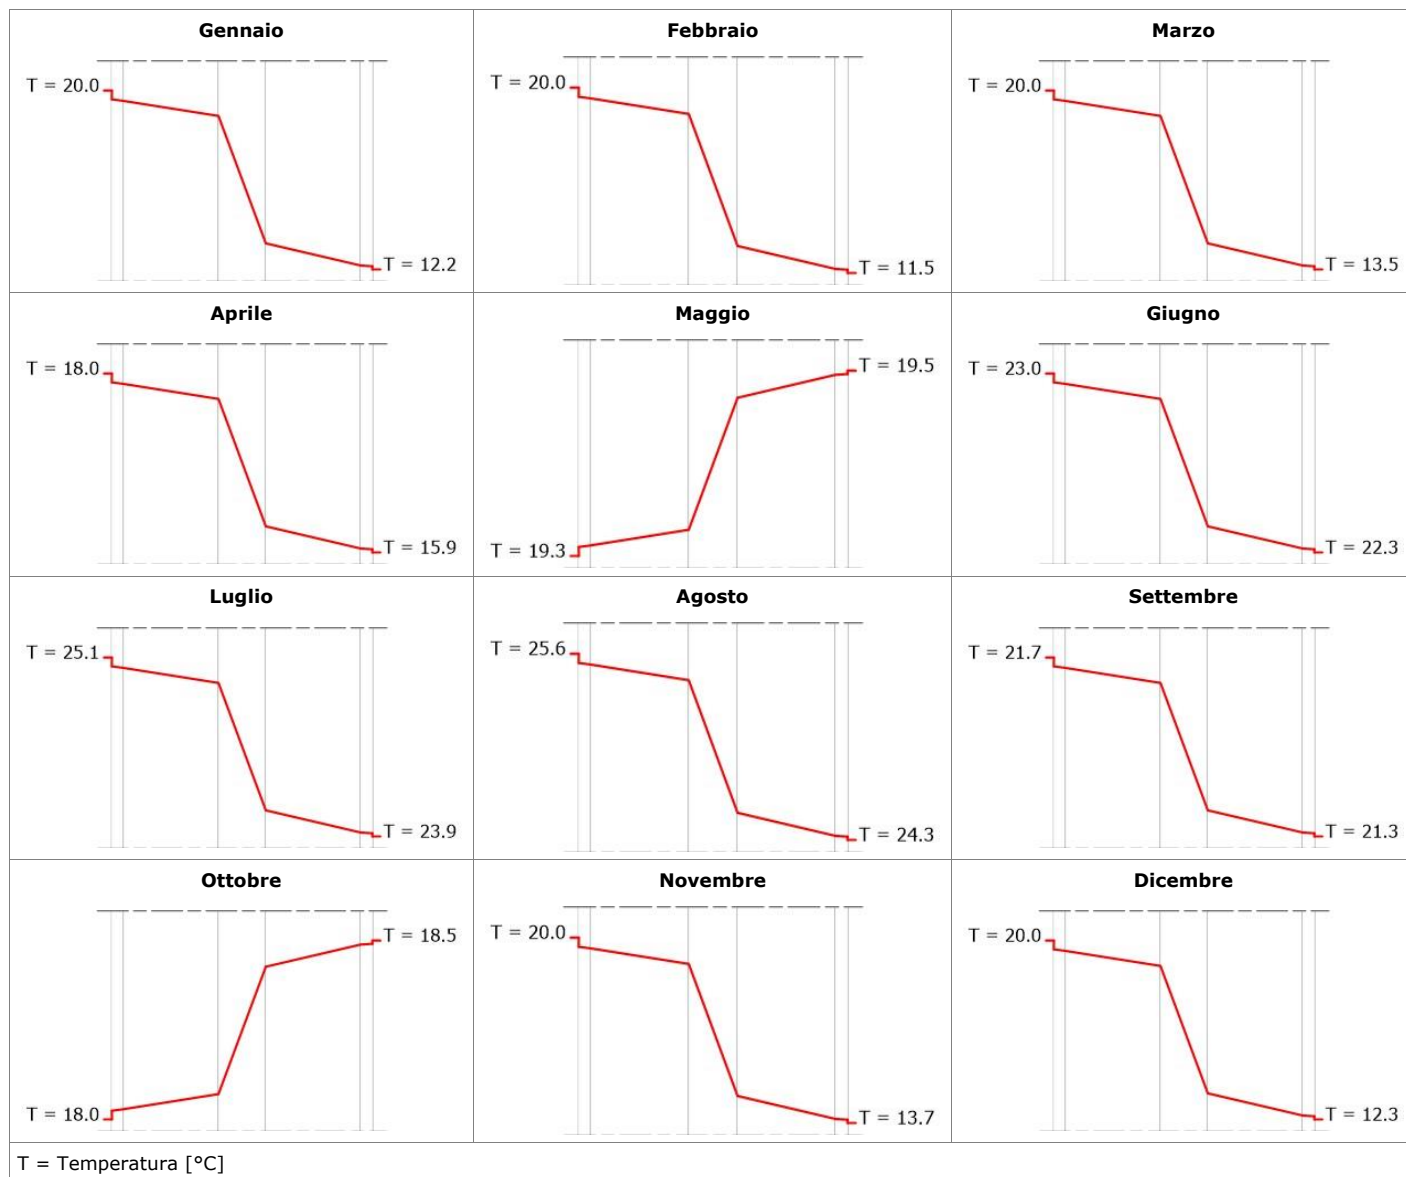 Gennaio
Febbraio
Marzo
T = 20.0
T = 12.2
T = 20.0
T = 11.5
T = 20.0
T = 13.5
Aprile
Maggio
Giugno
T = 18.0
T = 15.9
T = 19.3
T = 19.5
T = 23.0
T = 22.3
Luglio
Agosto
Settembre
T = 25.1
T = 23.9
T = 25.6
T = 24.3
T = 21.7
T = 21.3
Ottobre
Novembre
Dicembre
T = 18.0
T = 18.5
T = 20.0
T = 13.7
T = 20.0
T = 12.3
T = Temperatura [°C]